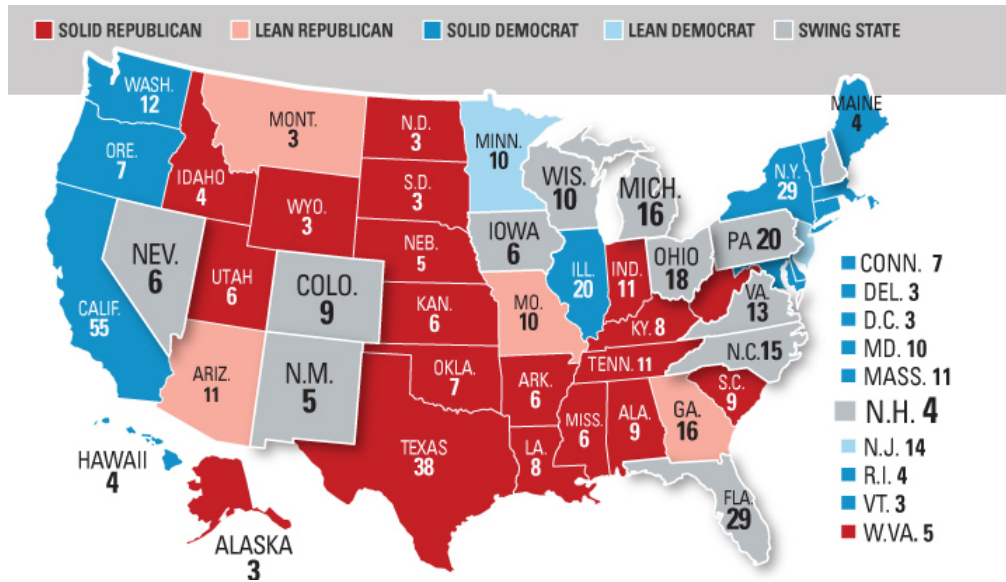 SOLID REPUBLICAN LEAN REPUBLICAN SOLID DEMOCRAT LEAN DEMOCRAT SWING STATE
WASH.
12
ORE.
7
CALIF.
55
NEV.
6
IDAHO
4
MONT.
3
WYO.
3
UTAH
6
ARIZ.
11
COLO.
9
N.M.
5
N.D.
3
S.D.
3
NEB.
5
KAN.
6
OKLA.
7
TEXAS
38
MINN.
10
IOWA
6
MO.
10
ARK.
6
LA.
8
WIS.
10
ILL.
20
MICH.
16
IND.
11
OHIO
18
KY. 8
TENN. 11
MISS.
6
ALA.
9
GA.
16
FLA.
29
S.C.
9
N.C. 15
VA.
13
PA 20
N.Y.
29
MAINE
4
HAWAII
4
ALASKA
3
CONN. 7
DEL. 3
D.C. 3
MD. 10
MASS. 11
N.H. 4
N.J. 14
R.I. 4
VT. 3
W.VA. 5